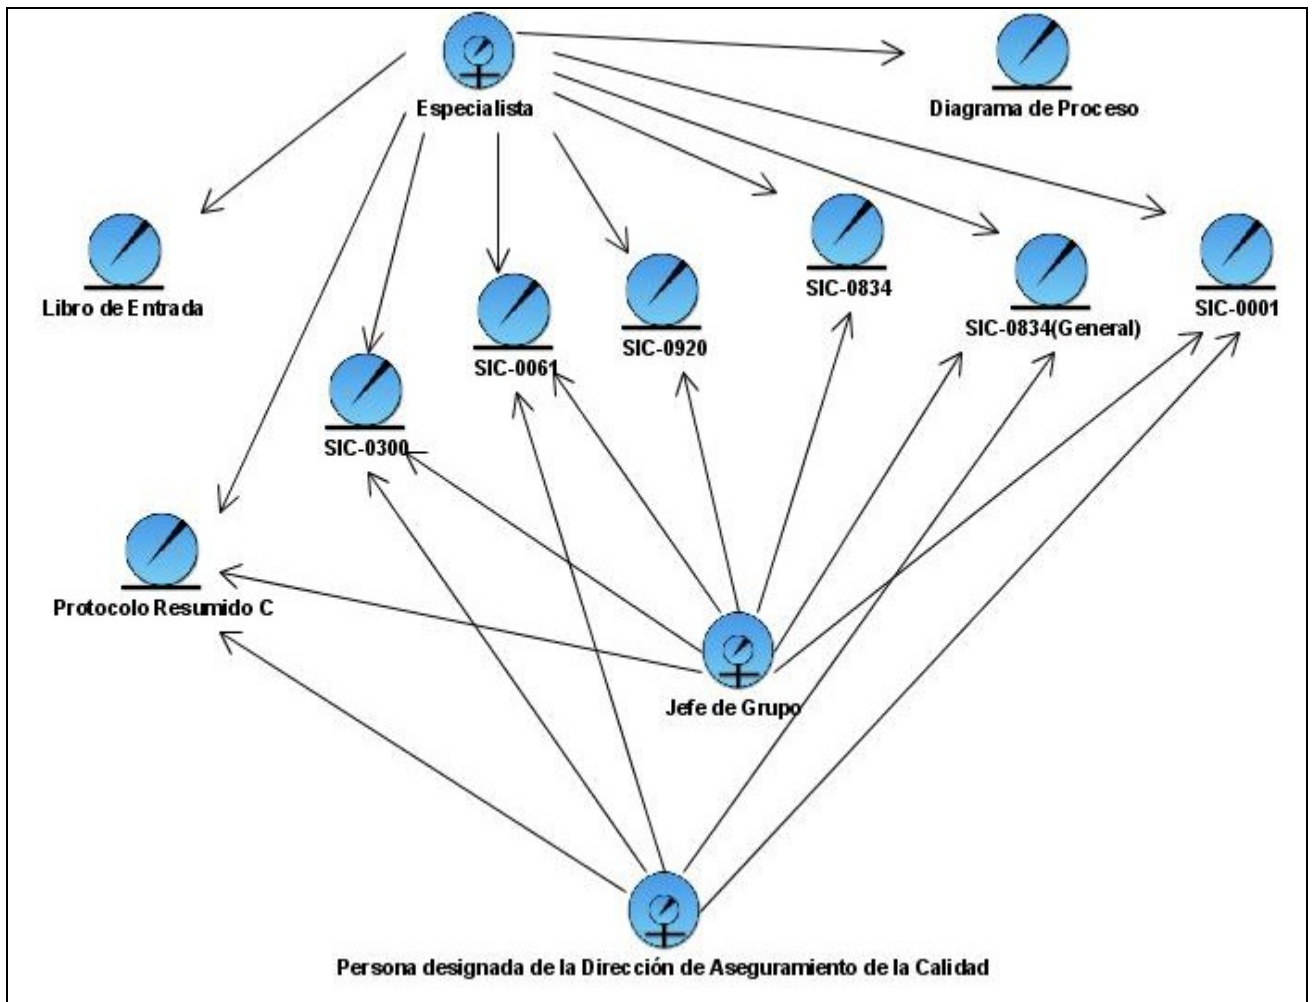 Especialista
Diagrama de Proceso
Libro de Entrada
SIC-0834
SIC-0001
SIC-0834(General)
SIC-0920
SIC-0061
SIC-0300
Protocolo Resumido C
Jefe de Grupo
Persona designada de la Dirección de Aseguramiento de la Calidad